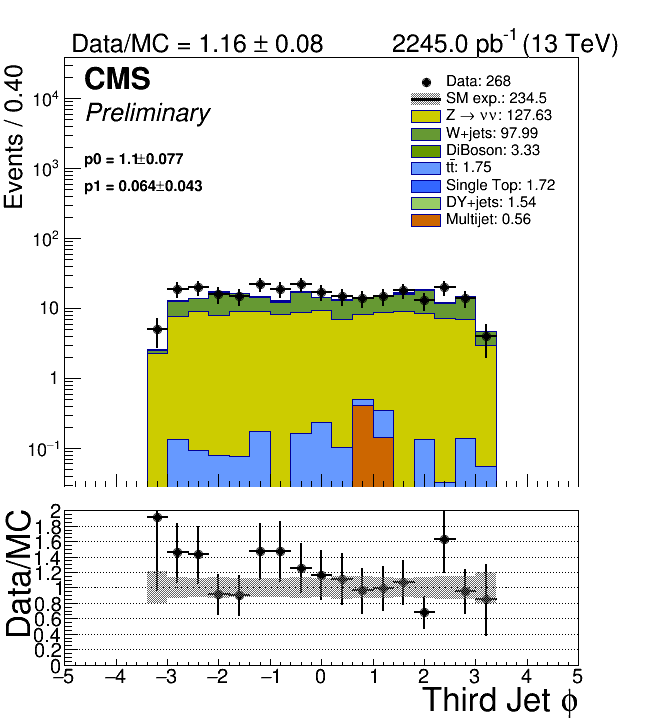 Data/MC = 1.16 ± 0.08 2245.0 pb⁻¹ (13 TeV)
CMS
Preliminary
p0 = 1.1±0.077
p1 = 0.064±0.043
Data: 268
SM exp.: 234.5
Z → νν: 127.63
W+jets: 97.99
DiBoson: 3.33
tt̄: 1.75
Single Top: 1.72
DY+jets: 1.54
Multijet: 0.56
Events / 0.40
10⁴
10³
10²
10
1
10⁻¹
Data/MC
2
1.8
1.6
1.4
1.2
1
0.8
0.6
0.4
0.2
0
−5 −4 −3 −2 −1 0 1 2 3 4 5
Third Jet ϕ